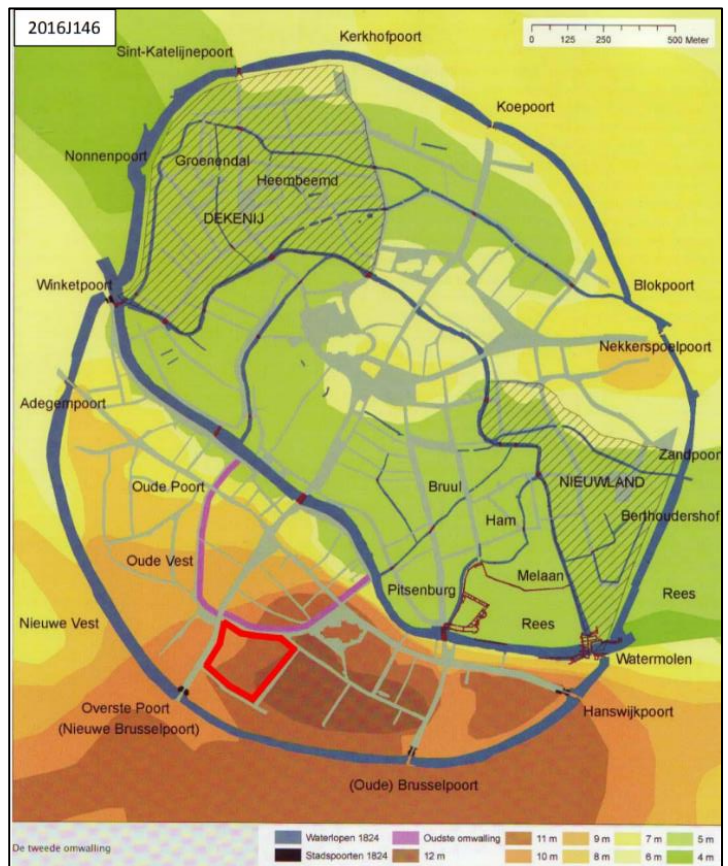 2016J146
Kerkhofpoort
Sint-Katelijnepoort
0 125 250 500 Meter
Koepoort
Nonnenpoort
Groenendal
Heembeemd
DEKENIJ
Winketpoort
Blokpoort
Nekkerspoelpoort
Adegempoort
Zandpoort
Oude Poort
Bruul
NIEUWLAND
Ham
Berthoudershof
Oude Vest
Melaan
Pitsenburg
Rees
Nieuwe Vest
Rees
Watermolen
Overste Poort
(Nieuwe Brusselpoort)
Hanswijkpoort
(Oude) Brusselpoort
De tweede omwalling
Waterlopen 1824 Oudste omwalling 11 m 9 m 7 m 5 m
Stadspoorten 1824 12 m 10 m 8 m 6 m 4 m